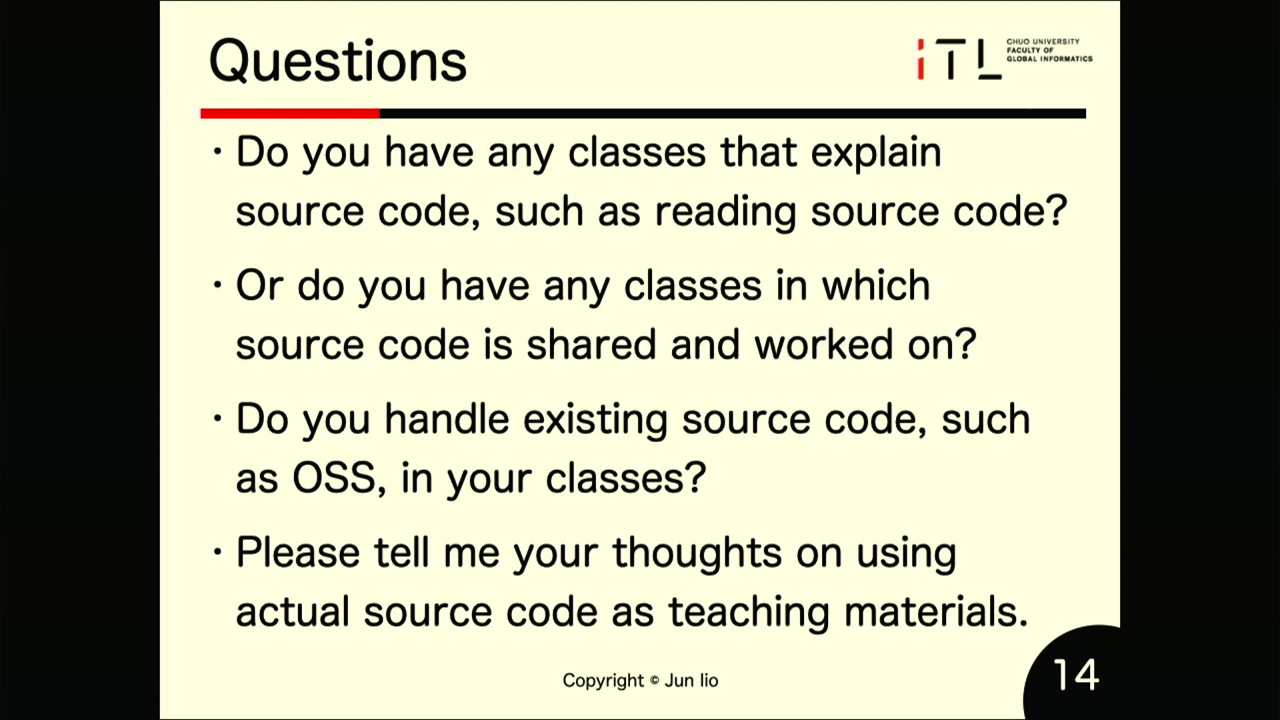 Questions
iTL
CHUO UNIVERSITY
FACULTY OF
GLOBAL INFORMATICS
・Do you have any classes that explain
source code, such as reading source code?
・Or do you have any classes in which
source code is shared and worked on?
・Do you handle existing source code, such
as OSS, in your classes?
・Please tell me your thoughts on using
actual source code as teaching materials.
Copyright © Jun Iio
14